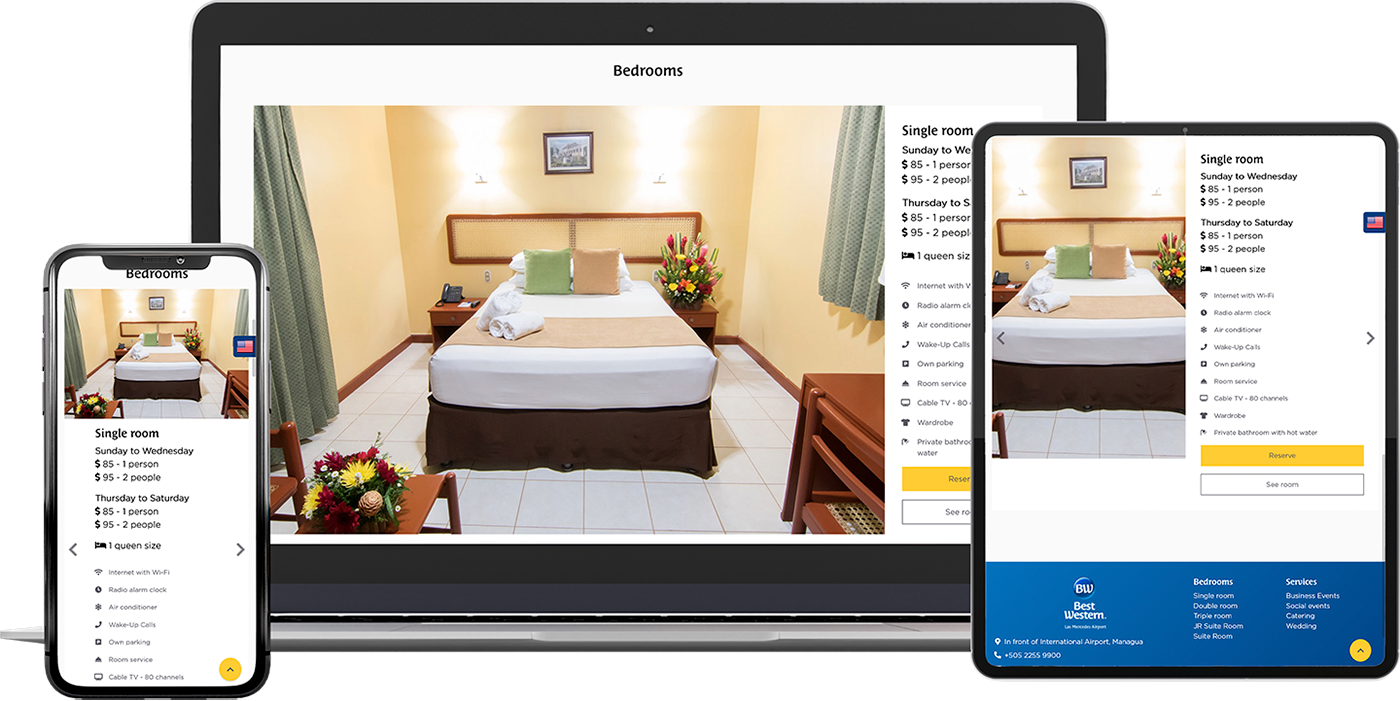 Bedrooms
Single room
Sunday to We
$ 85 - 1 person
$ 95 - 2 peopl
Thursday to S
$ 85 - 1 person
$ 95 - 2 peopl
1 queen siz
Internet with W
Radio alarm cl
Air conditioner
Wake-Up Calls
Own parking
Room service
Cable TV - 80
Wardrobe
Private bathroo
water
Reser
See ro
Bedrooms
Single room
Sunday to Wednesday
$ 85 - 1 person
$ 95 - 2 people
Thursday to Saturday
$ 85 - 1 person
$ 95 - 2 people
1 queen size
Internet with Wi-Fi
Radio alarm clock
Air conditioner
Wake-Up Calls
Own parking
Room service
Cable TV - 80 channels
Single room
Sunday to Wednesday
$ 85 - 1 person
$ 95 - 2 people
Thursday to Saturday
$ 85 - 1 person
$ 95 - 2 people
1 queen size
Internet with Wi-Fi
Radio alarm clock
Air conditioner
Wake-Up Calls
Own parking
Room service
Cable TV - 80 channels
Wardrobe
Private bathroom with hot water
Reserve
See room
BW
Best
Western.
Las Mercedes Airport
In front of International Airport, Managua
+505 2255 9900
Bedrooms
Single room
Double room
Triple room
JR Suite Room
Suite Room
Services
Business Events
Social events
Catering
Wedding